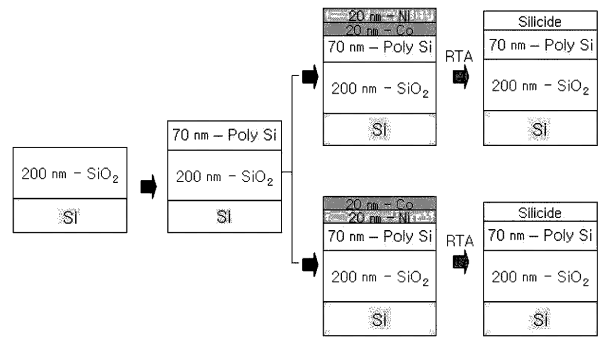 200 nm – SiO₂
Si
70 nm – Poly Si
200 nm – SiO₂
Si
20 nm – Ni
20 nm – Co
70 nm – Poly Si
200 nm – SiO₂
Si
RTA
Silicide
70 nm – Poly Si
200 nm – SiO₂
Si
20 nm – Co
20 nm – Ni
70 nm – Poly Si
200 nm – SiO₂
Si
RTA
Silicide
70 nm – Poly Si
200 nm – SiO₂
Si